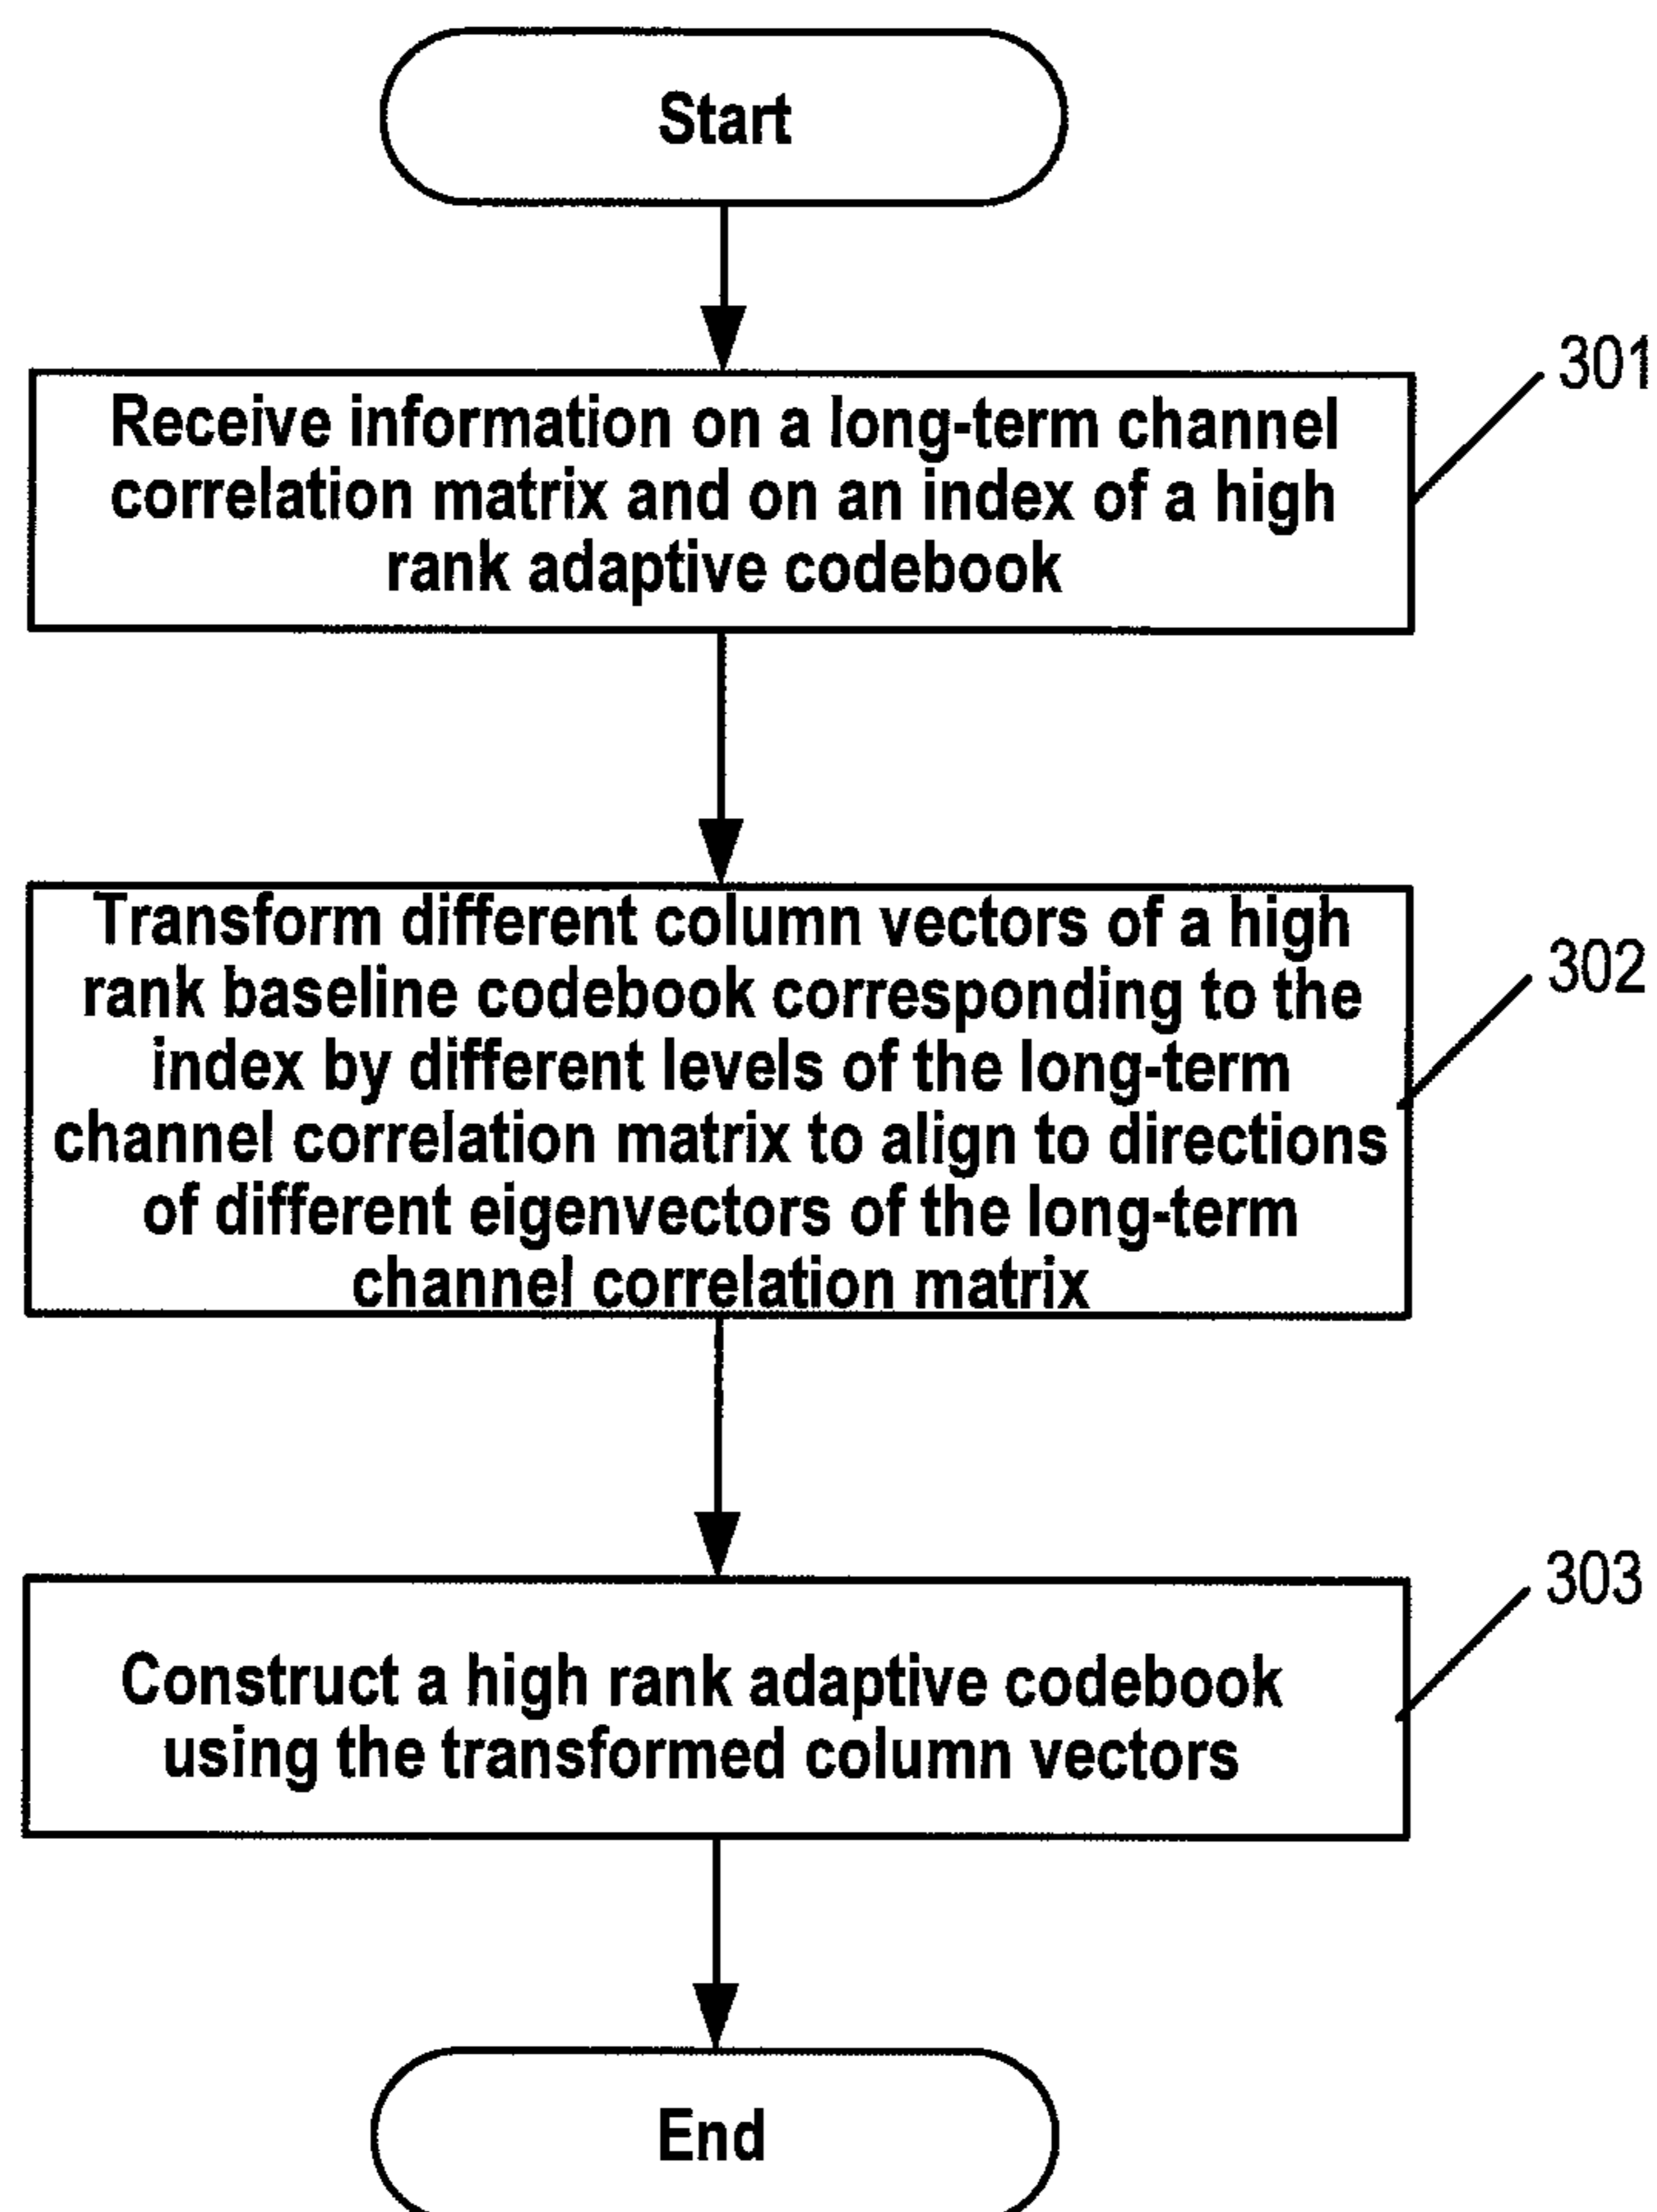 Start
301
Receive information on a long-term channel
correlation matrix and on an index of a high
rank adaptive codebook
302
Transform different column vectors of a high
rank baseline codebook corresponding to the
index by different levels of the long-term
channel correlation matrix to align to directions
of different eigenvectors of the long-term
channel correlation matrix
303
Construct a high rank adaptive codebook
using the transformed column vectors
End